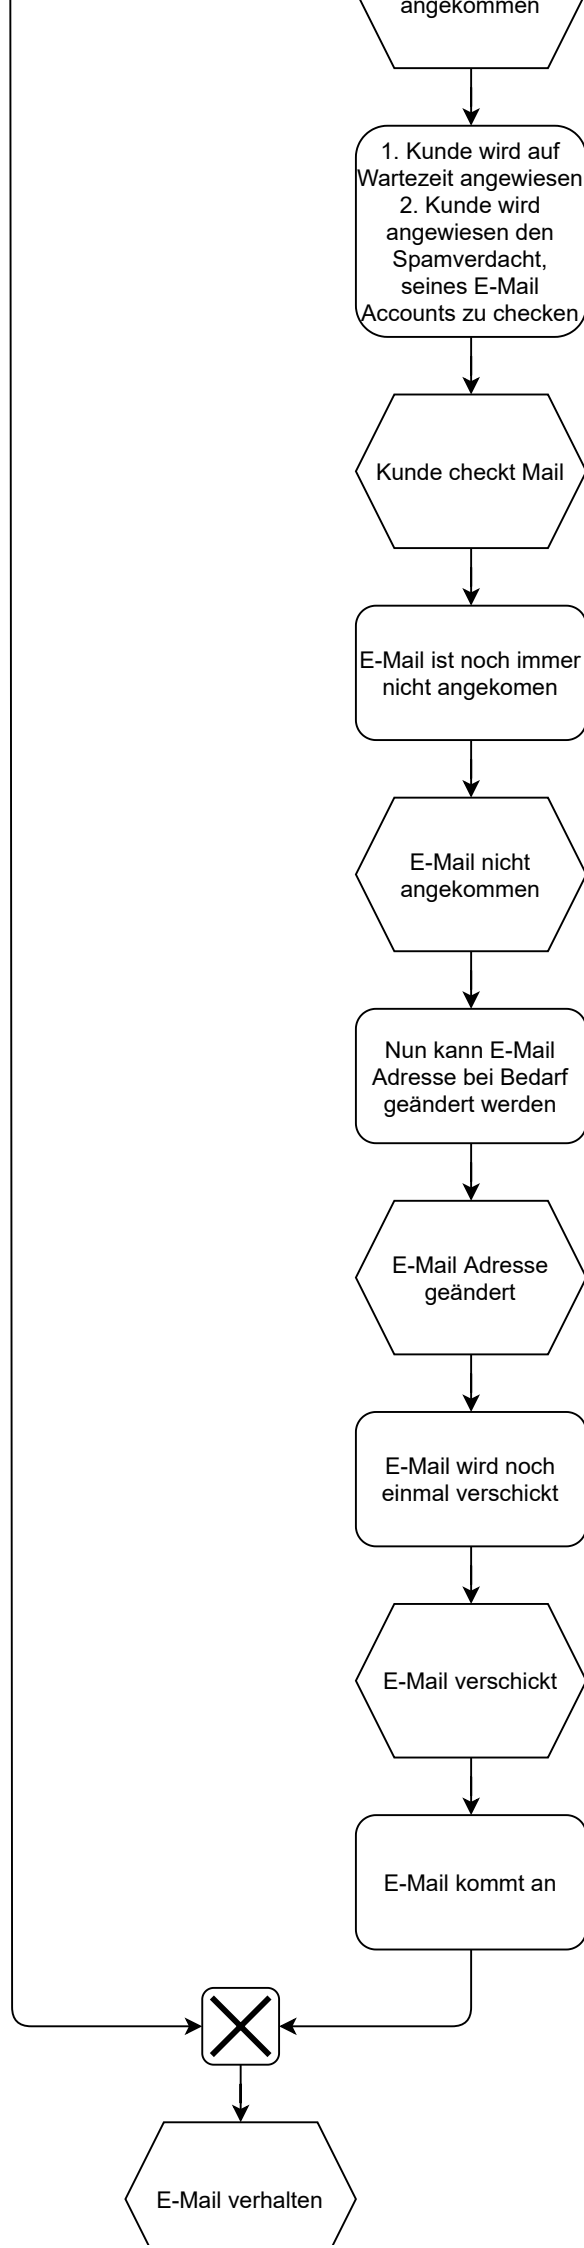 angekommen
1. Kunde wird auf
Wartezeit angewiesen
2. Kunde wird
angewiesen den
Spamverdacht,
seines E-Mail
Accounts zu checken
Kunde checkt Mail
E-Mail ist noch immer
nicht angekomen
E-Mail nicht
angekommen
Nun kann E-Mail
Adresse bei Bedarf
geändert werden
E-Mail Adresse
geändert
E-Mail wird noch
einmal verschickt
E-Mail verschickt
E-Mail kommt an
E-Mail verhalten